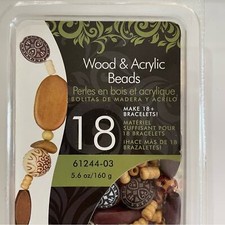 Wood & Acrylic
Beads
Perles en bois et acrylique
BOLITAS DE MADERA Y ACRILO
18
MAKE 18+
BRACELETS!
MATÉRIEL
SUFFISANT POUR
18 BRACELETS
¡HACE MÁS DE 18
BRAZALETES!
61244-03
5.6 oz/160 g